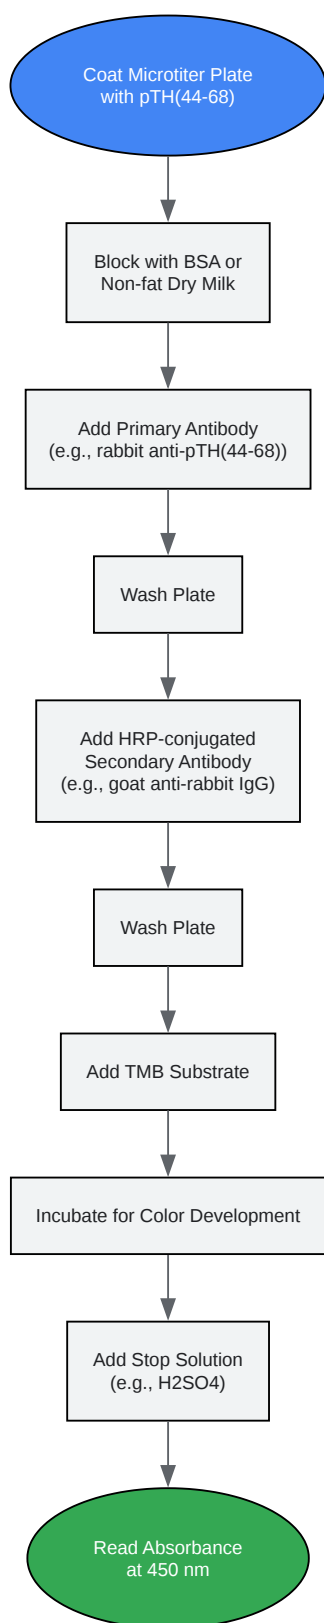 Coat Microtiter Plate
with pTH(44-68)
Block with BSA or
Non-fat Dry Milk
Add Primary Antibody
(e.g., rabbit anti-pTH(44-68))
Wash Plate
Add HRP-conjugated
Secondary Antibody
(e.g., goat anti-rabbit IgG)
Wash Plate
Add TMB Substrate
Incubate for Color Development
Add Stop Solution
(e.g., H2SO4)
Read Absorbance
at 450 nm